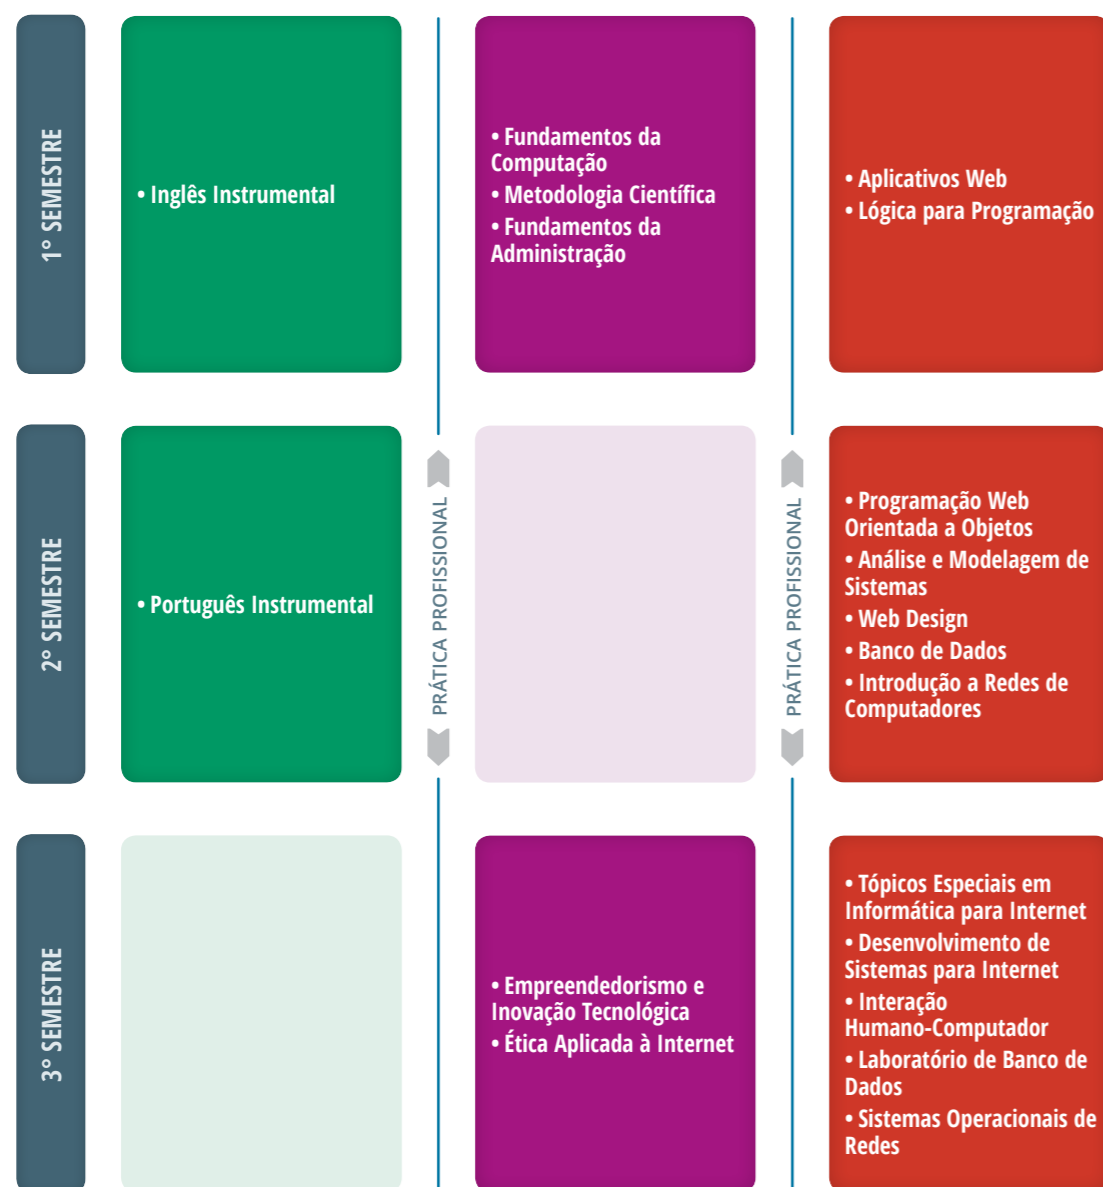 1º SEMESTRE
• Inglês Instrumental
• Fundamentos da
Computação
• Metodologia Científica
• Fundamentos da
Administração
• Aplicativos Web
• Lógica para Programação
2º SEMESTRE
• Português Instrumental
PRÁTICA PROFISSIONAL
PRÁTICA PROFISSIONAL
• Programação Web
Orientada a Objetos
• Análise e Modelagem de
Sistemas
• Web Design
• Banco de Dados
• Introdução a Redes de
Computadores
3º SEMESTRE
• Empreendedorismo e
Inovação Tecnológica
• Ética Aplicada à Internet
• Tópicos Especiais em
Informática para Internet
• Desenvolvimento de
Sistemas para Internet
• Interação
Humano-Computador
• Laboratório de Banco de
Dados
• Sistemas Operacionais de
Redes